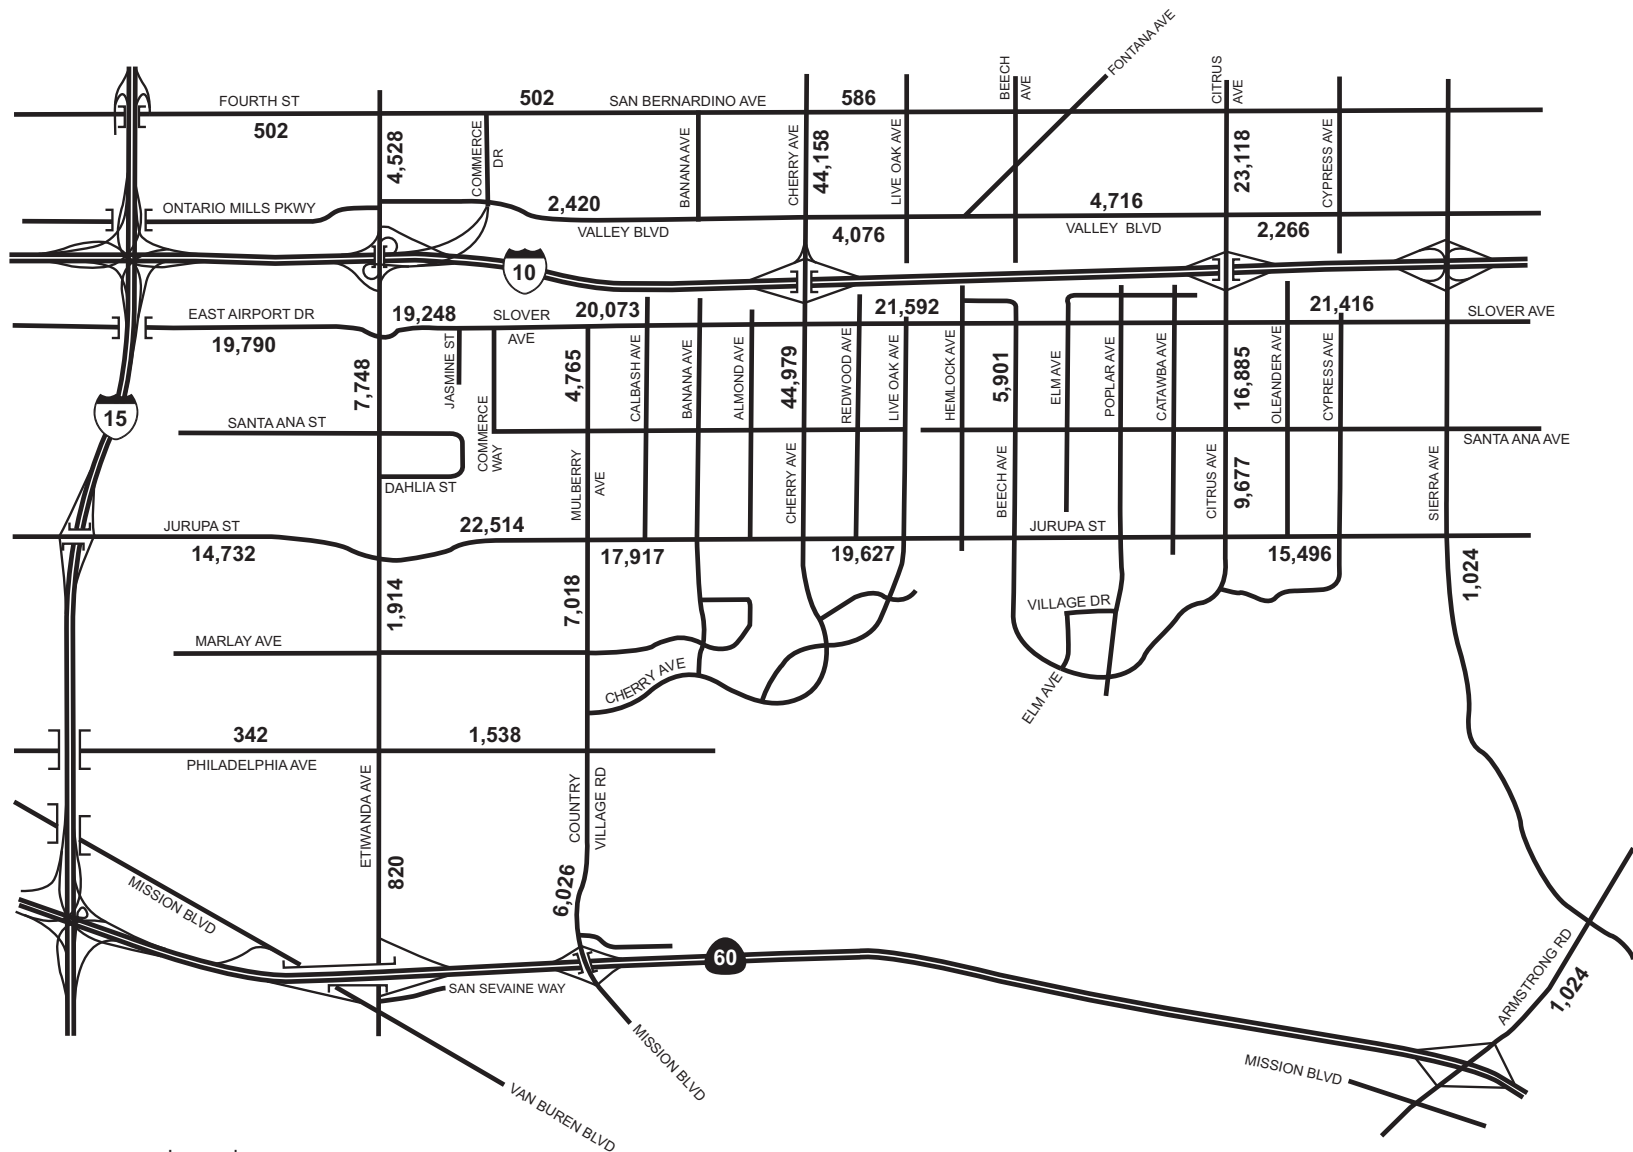 FONTANA AVE
BEECH
AVE
CITRUS
AVE
FOURTH ST
502
SAN BERNARDINO AVE
586
502
4,528
COMMERCE
DR
BANANA AVE
CHERRY AVE
44,158
LIVE OAK AVE
23,118
CYPRESS AVE
ONTARIO MILLS PKWY
2,420
4,716
VALLEY BLVD
4,076
VALLEY BLVD
2,266
10
EAST AIRPORT DR
19,248
SLOVER
AVE
20,073
21,592
21,416
SLOVER AVE
19,790
7,748
JASMINE ST
4,765
CALBASH AVE
BANANA AVE
ALMOND AVE
44,979
REDWOOD AVE
LIVE OAK AVE
HEMLOCK AVE
5,901
ELM AVE
POPLAR AVE
CATAWBA AVE
16,885
OLEANDER AVE
CYPRESS AVE
15
SANTA ANA ST
COMMERCE
WAY
SANTA ANA AVE
DAHLIA ST
MULBERRY
AVE
CHERRY AVE
BEECH AVE
CITRUS AVE
9,677
SIERRA AVE
JURUPA ST
22,514
JURUPA ST
14,732
17,917
19,627
15,496
1,914
7,018
1,024
VILLAGE DR
MARLAY AVE
CHERRY AVE
ELM AVE
342
1,538
PHILADELPHIA AVE
ETIWANDA AVE
COUNTRY
VILLAGE RD
820
6,026
MISSION BLVD
60
SAN SEVAINE WAY
ARMSTRONG RD
1,024
MISSION BLVD
MISSION BLVD
VAN BUREN BLVD